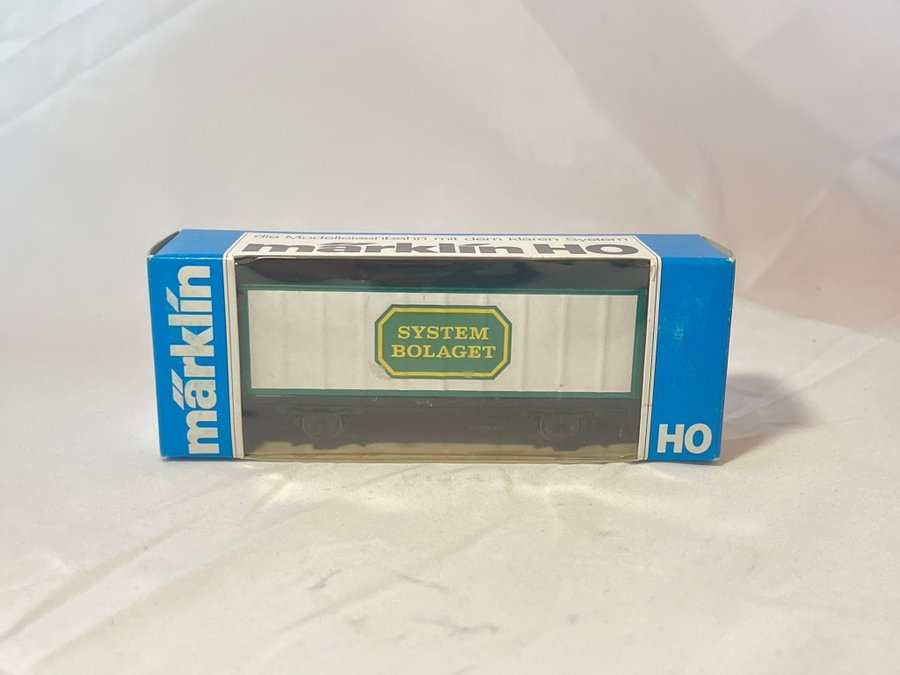 die Modelleisenbahn mit dem klaren System
märklin HO
märklin
SYSTEM
BOLAGET
HO